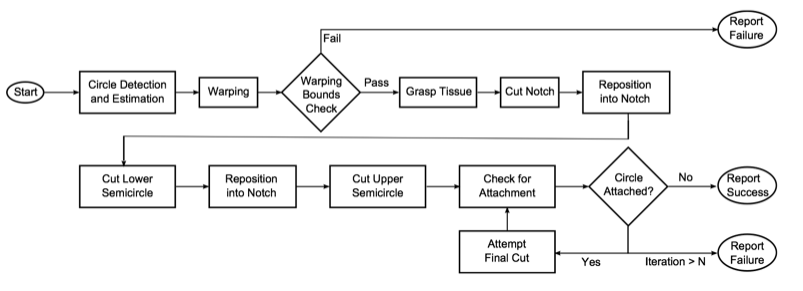 Report
Failure
Fail
Start
Circle Detection
and Estimation
Warping
Warping
Bounds
Check
Pass
Grasp Tissue
Cut Notch
Reposition
into Notch
Cut Lower
Semicircle
Reposition
into Notch
Cut Upper
Semicircle
Check for
Attachment
Circle
Attached?
No
Report
Success
Attempt
Final Cut
Yes
Iteration > N
Report
Failure